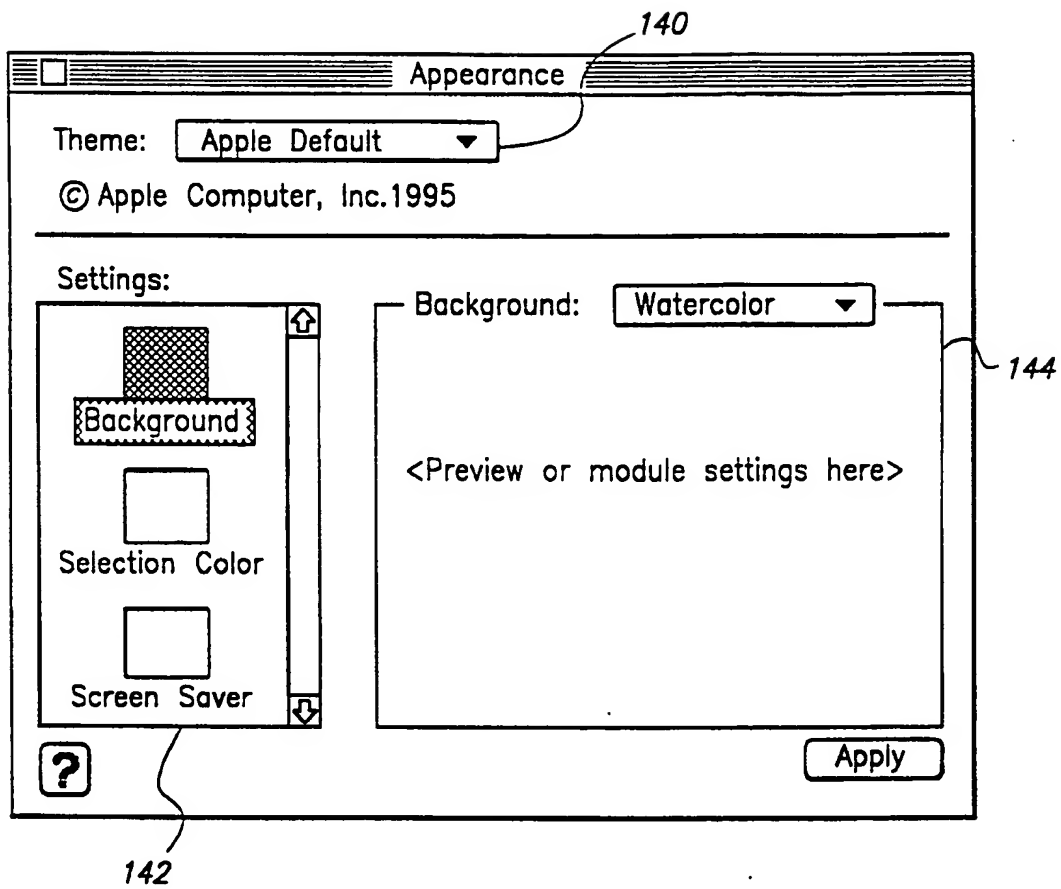 140
Appearance
Theme: Apple Default
© Apple Computer, Inc.1995
Settings:
Background: Watercolor
144
Background
<Preview or module settings here>
Selection Color
Screen Saver
?
Apply
142